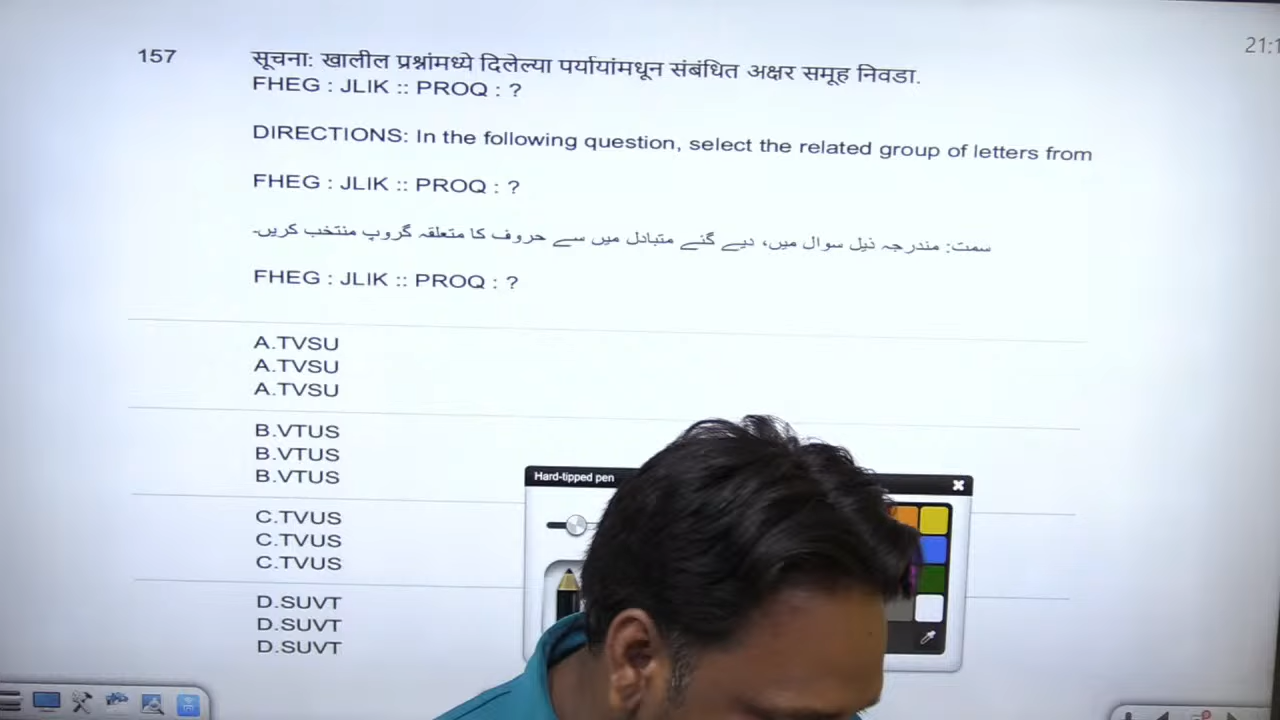 21:1
157
सूचना: खालील प्रश्नांमध्ये दिलेल्या पर्यायांमधून संबंधित अक्षर समूह निवडा.
FHEG : JLIK :: PROQ : ?
DIRECTIONS: In the following question, select the related group of letters from
FHEG : JLIK :: PROQ : ?
سمت: مندرجہ ذیل سوال میں، دیے گئے متبادل میں سے حروف کا متعلقہ گروپ منتخب کریں۔
FHEG : JLIK :: PROQ : ?
A.TVSU
A.TVSU
A.TVSU
B.VTUS
B.VTUS
B.VTUS
Hard-tipped pen
C.TVUS
C.TVUS
C.TVUS
D.SUVT
D.SUVT
D.SUVT